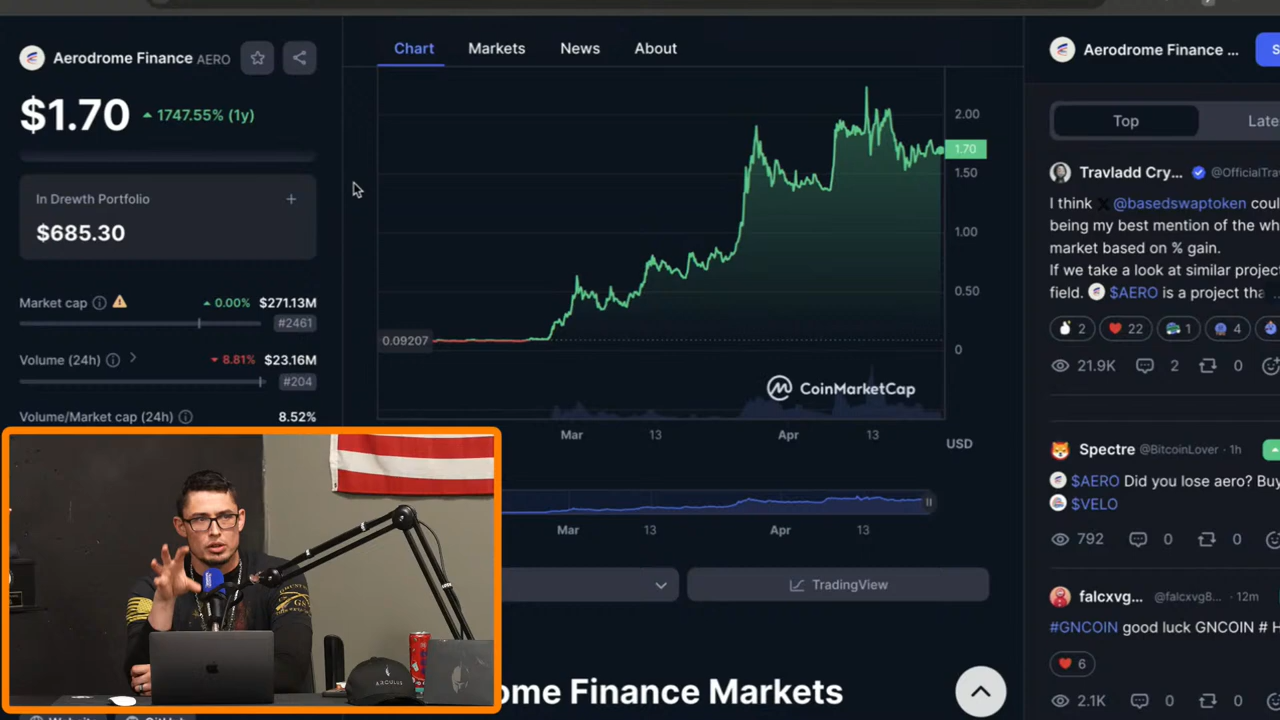 Aerodrome Finance AERO
$1.70 1747.55% (1y)
In Drewth Portfolio +
$685.30
Market cap 0.00% $271.13M
#2461
Volume (24h) 8.81% $23.16M
#204
Volume/Market cap (24h) 8.52%
Chart Markets News About
2.00
1.70
1.50
1.00
0.50
0
0.09207
CoinMarketCap
Mar 13 Apr 13
USD
Mar 13 Apr 13
TradingView
ome Finance Markets
Aerodrome Finance ...
Top Late
Travladd Cry... @OfficialTra
I think @basedswaptoken cou
being my best mention of the wh
market based on % gain.
If we take a look at similar projec
field. $AERO is a project tha
2 22 1 4
21.9K 2 0
Spectre @BitcoinLover · 1h
$AERO Did you lose aero? Buy
$VELO
792 0 0
falcxvg... @falcxvg8... · 12m
#GNCOIN good luck GNCOIN # H
6
2.1K 0 0
ARCULUS